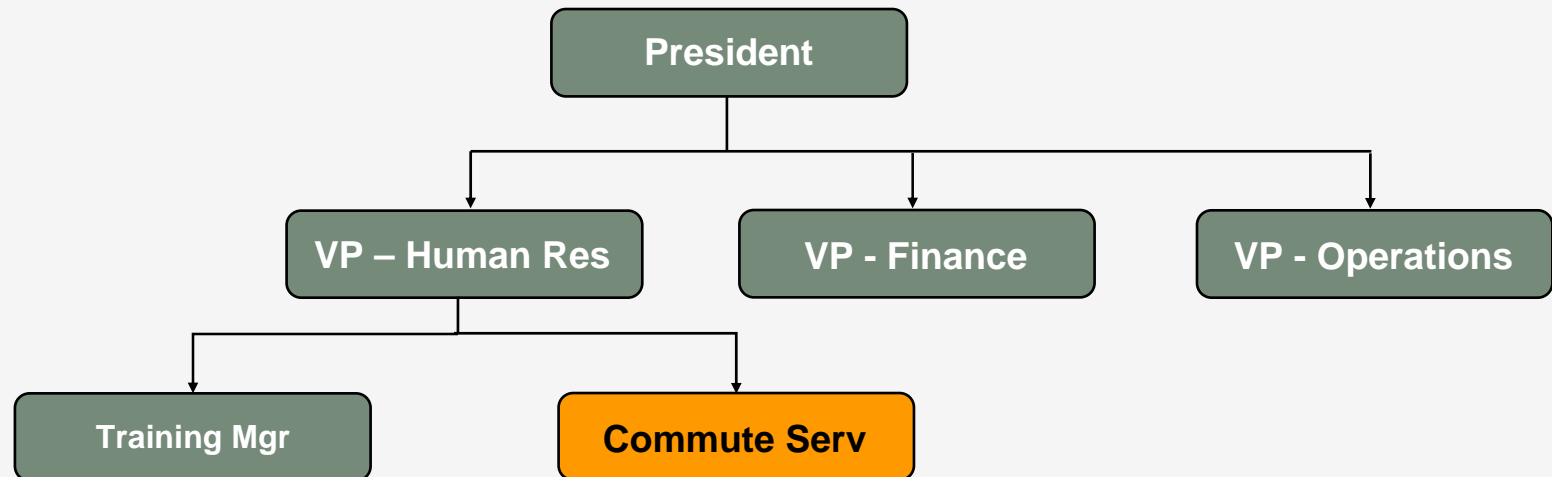 President
VP – Human Res
VP - Finance
VP - Operations
Training Mgr
Commute Serv